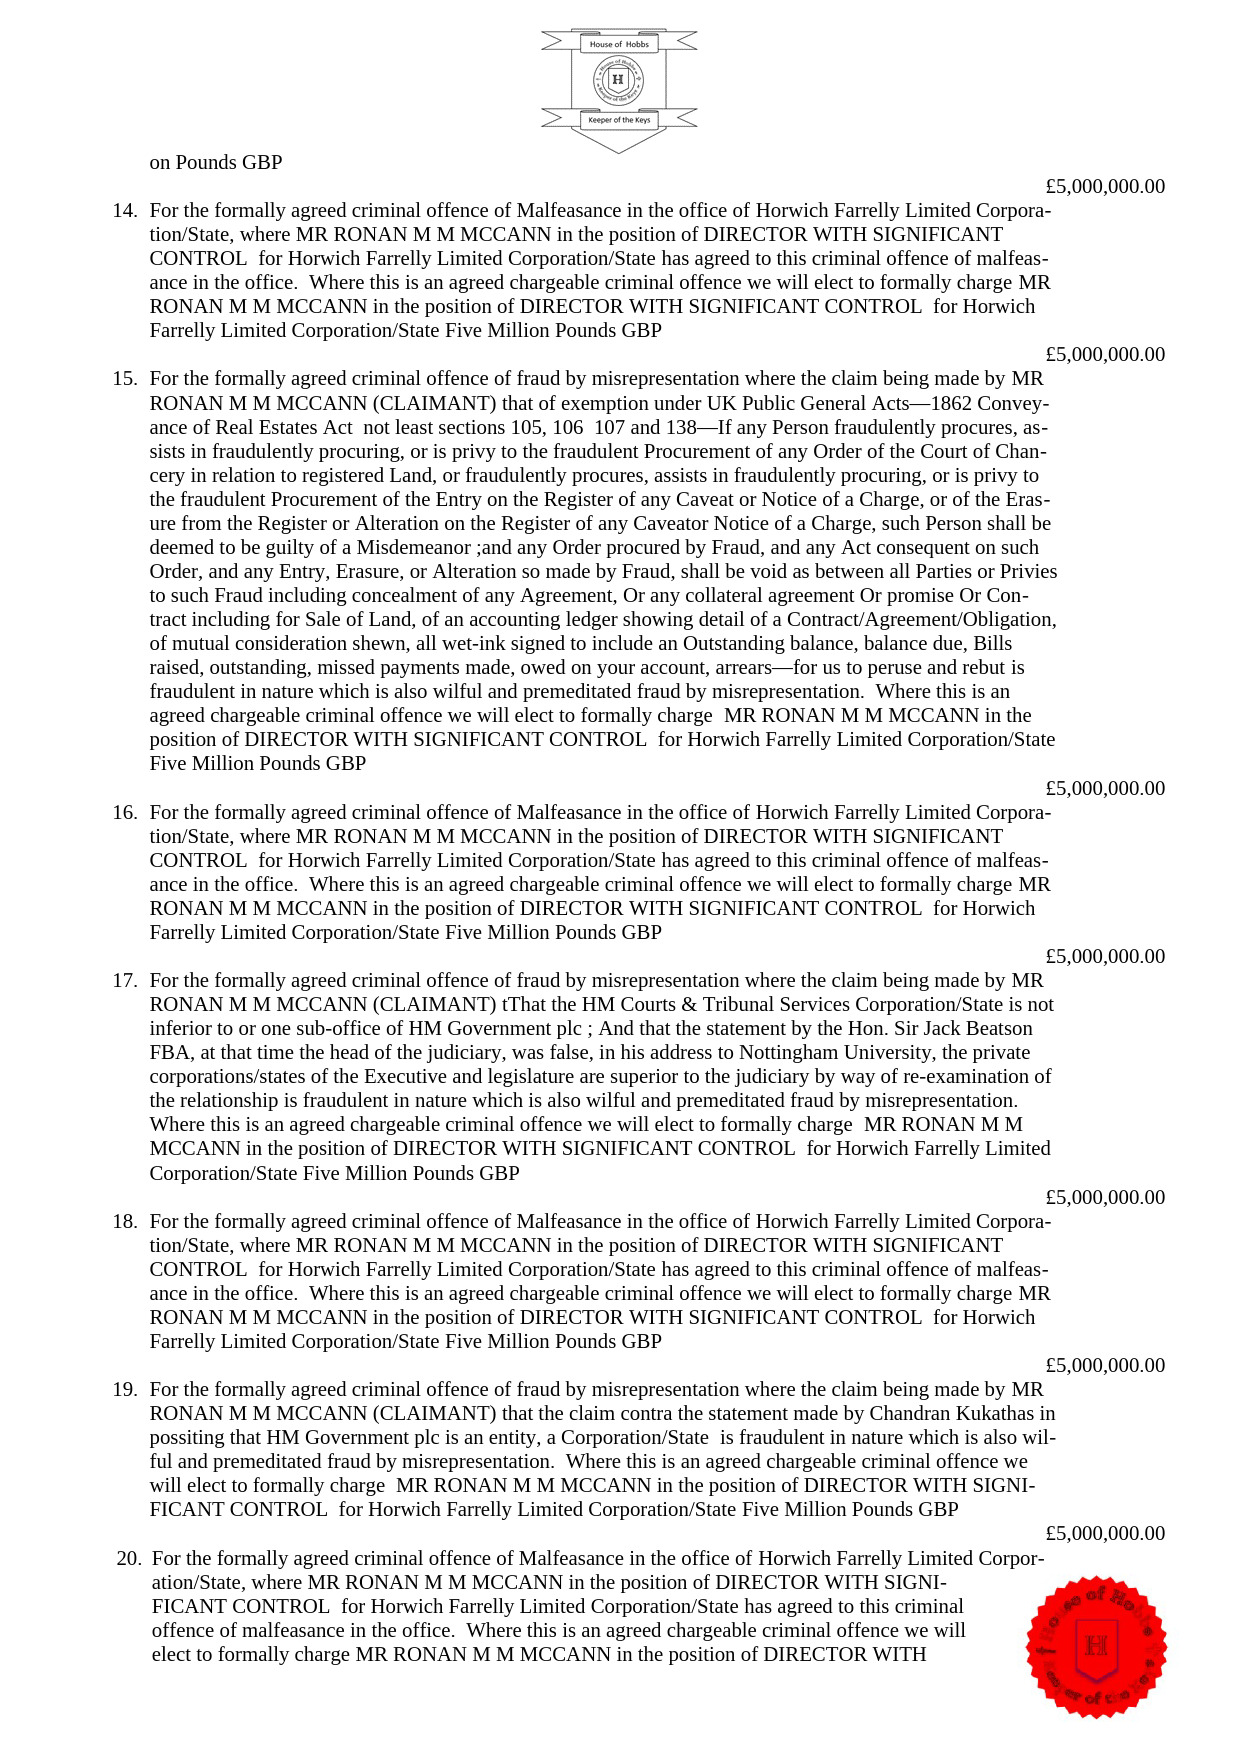 House of Hobbs
House of Hobbs
H
Keeper of the Keys
Keeper of the Keys
on Pounds GBP
£5,000,000.00
14. For the formally agreed criminal offence of Malfeasance in the office of Horwich Farrelly Limited Corpora-
tion/State, where MR RONAN M M MCCANN in the position of DIRECTOR WITH SIGNIFICANT
CONTROL for Horwich Farrelly Limited Corporation/State has agreed to this criminal offence of malfeas-
ance in the office. Where this is an agreed chargeable criminal offence we will elect to formally charge MR
RONAN M M MCCANN in the position of DIRECTOR WITH SIGNIFICANT CONTROL for Horwich
Farrelly Limited Corporation/State Five Million Pounds GBP
£5,000,000.00
15. For the formally agreed criminal offence of fraud by misrepresentation where the claim being made by MR
RONAN M M MCCANN (CLAIMANT) that of exemption under UK Public General Acts—1862 Convey-
ance of Real Estates Act not least sections 105, 106 107 and 138—If any Person fraudulently procures, as-
sists in fraudulently procuring, or is privy to the fraudulent Procurement of any Order of the Court of Chan-
cery in relation to registered Land, or fraudulently procures, assists in fraudulently procuring, or is privy to
the fraudulent Procurement of the Entry on the Register of any Caveat or Notice of a Charge, or of the Eras-
ure from the Register or Alteration on the Register of any Caveator Notice of a Charge, such Person shall be
deemed to be guilty of a Misdemeanor ;and any Order procured by Fraud, and any Act consequent on such
Order, and any Entry, Erasure, or Alteration so made by Fraud, shall be void as between all Parties or Privies
to such Fraud including concealment of any Agreement, Or any collateral agreement Or promise Or Con-
tract including for Sale of Land, of an accounting ledger showing detail of a Contract/Agreement/Obligation,
of mutual consideration shewn, all wet-ink signed to include an Outstanding balance, balance due, Bills
raised, outstanding, missed payments made, owed on your account, arrears—for us to peruse and rebut is
fraudulent in nature which is also wilful and premeditated fraud by misrepresentation. Where this is an
agreed chargeable criminal offence we will elect to formally charge MR RONAN M M MCCANN in the
position of DIRECTOR WITH SIGNIFICANT CONTROL for Horwich Farrelly Limited Corporation/State
Five Million Pounds GBP
£5,000,000.00
16. For the formally agreed criminal offence of Malfeasance in the office of Horwich Farrelly Limited Corpora-
tion/State, where MR RONAN M M MCCANN in the position of DIRECTOR WITH SIGNIFICANT
CONTROL for Horwich Farrelly Limited Corporation/State has agreed to this criminal offence of malfeas-
ance in the office. Where this is an agreed chargeable criminal offence we will elect to formally charge MR
RONAN M M MCCANN in the position of DIRECTOR WITH SIGNIFICANT CONTROL for Horwich
Farrelly Limited Corporation/State Five Million Pounds GBP
£5,000,000.00
17. For the formally agreed criminal offence of fraud by misrepresentation where the claim being made by MR
RONAN M M MCCANN (CLAIMANT) tThat the HM Courts & Tribunal Services Corporation/State is not
inferior to or one sub-office of HM Government plc ; And that the statement by the Hon. Sir Jack Beatson
FBA, at that time the head of the judiciary, was false, in his address to Nottingham University, the private
corporations/states of the Executive and legislature are superior to the judiciary by way of re-examination of
the relationship is fraudulent in nature which is also wilful and premeditated fraud by misrepresentation.
Where this is an agreed chargeable criminal offence we will elect to formally charge MR RONAN M M
MCCANN in the position of DIRECTOR WITH SIGNIFICANT CONTROL for Horwich Farrelly Limited
Corporation/State Five Million Pounds GBP
£5,000,000.00
18. For the formally agreed criminal offence of Malfeasance in the office of Horwich Farrelly Limited Corpora-
tion/State, where MR RONAN M M MCCANN in the position of DIRECTOR WITH SIGNIFICANT
CONTROL for Horwich Farrelly Limited Corporation/State has agreed to this criminal offence of malfeas-
ance in the office. Where this is an agreed chargeable criminal offence we will elect to formally charge MR
RONAN M M MCCANN in the position of DIRECTOR WITH SIGNIFICANT CONTROL for Horwich
Farrelly Limited Corporation/State Five Million Pounds GBP
£5,000,000.00
19. For the formally agreed criminal offence of fraud by misrepresentation where the claim being made by MR
RONAN M M MCCANN (CLAIMANT) that the claim contra the statement made by Chandran Kukathas in
possiting that HM Government plc is an entity, a Corporation/State is fraudulent in nature which is also wil-
ful and premeditated fraud by misrepresentation. Where this is an agreed chargeable criminal offence we
will elect to formally charge MR RONAN M M MCCANN in the position of DIRECTOR WITH SIGNI-
FICANT CONTROL for Horwich Farrelly Limited Corporation/State Five Million Pounds GBP
£5,000,000.00
20. For the formally agreed criminal offence of Malfeasance in the office of Horwich Farrelly Limited Corpor-
ation/State, where MR RONAN M M MCCANN in the position of DIRECTOR WITH SIGNI-
FICANT CONTROL for Horwich Farrelly Limited Corporation/State has agreed to this criminal
offence of malfeasance in the office. Where this is an agreed chargeable criminal offence we will
elect to formally charge MR RONAN M M MCCANN in the position of DIRECTOR WITH
House of Hobbs
H
Keeper of the Keys